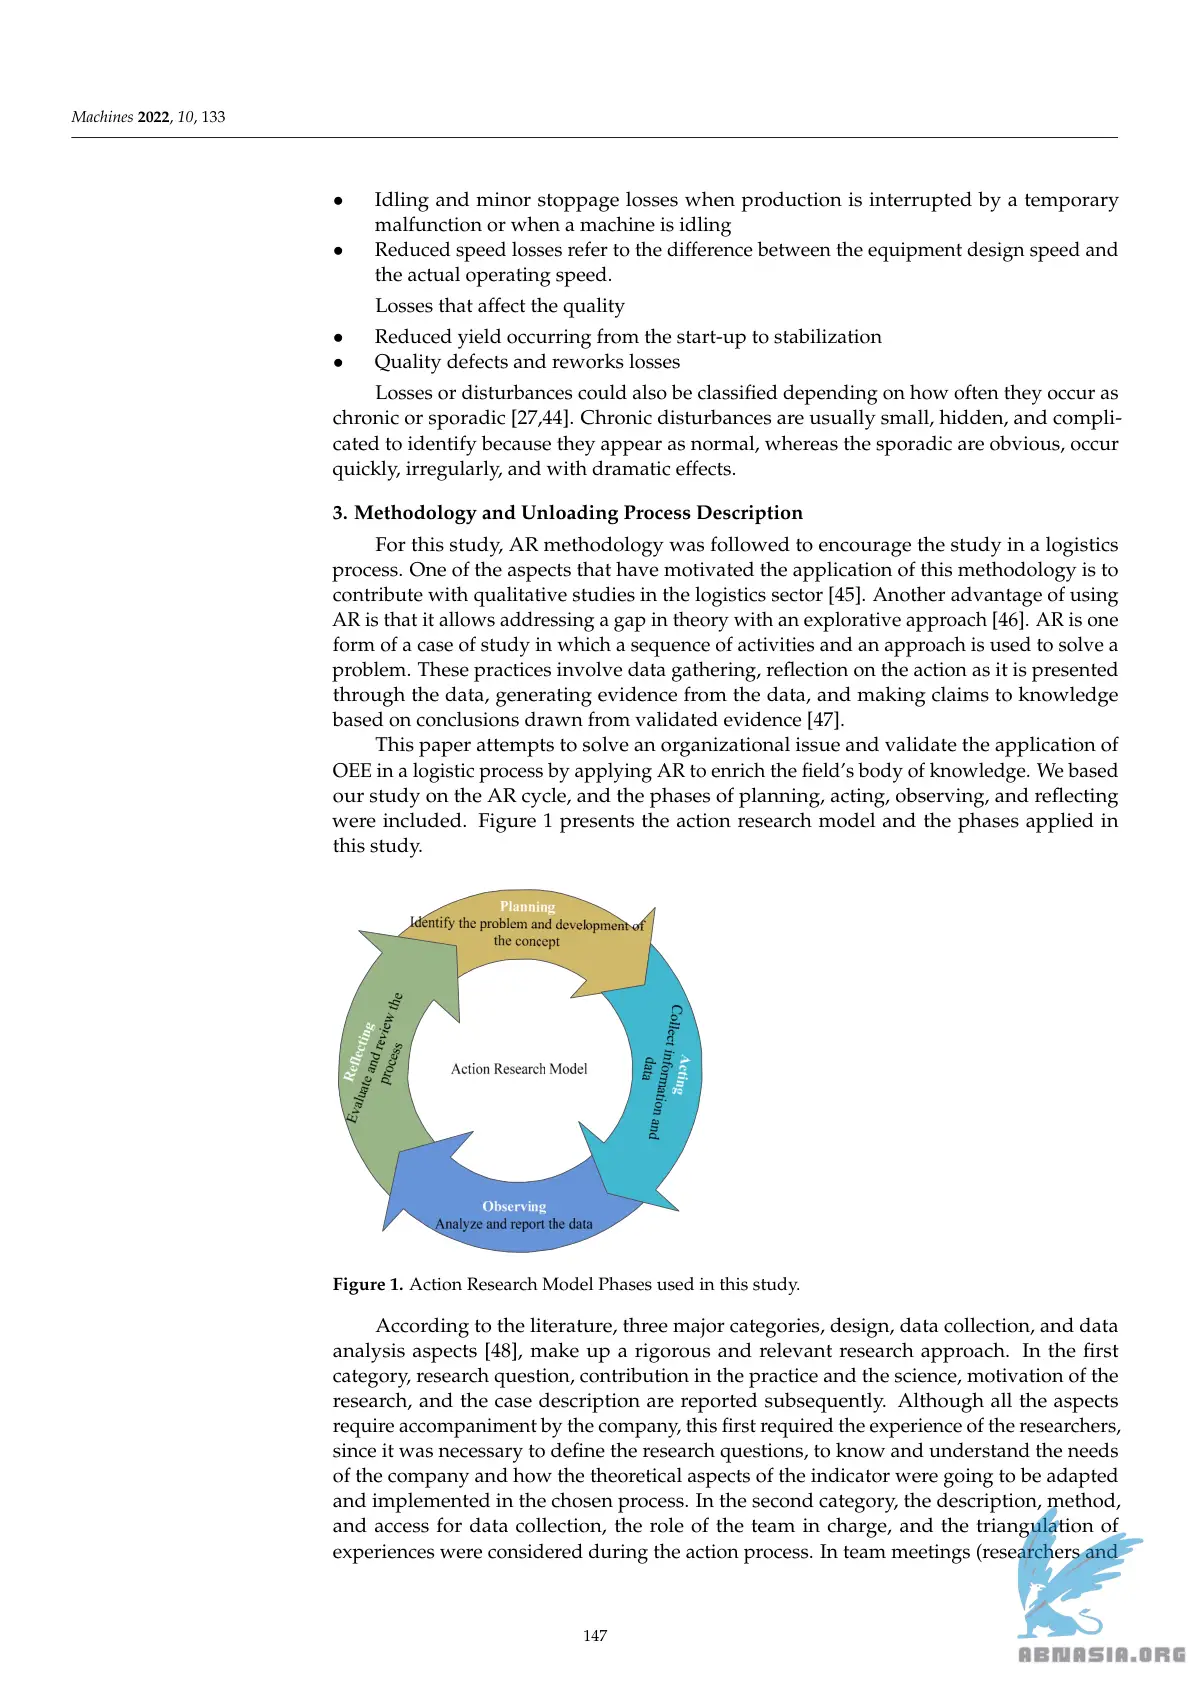 Machines 2022, 10, 133
• Idling and minor stoppage losses when production is interrupted by a temporary
malfunction or when a machine is idling
• Reduced speed losses refer to the difference between the equipment design speed and
the actual operating speed.
Losses that affect the quality
• Reduced yield occurring from the start-up to stabilization
• Quality defects and reworks losses
Losses or disturbances could also be classified depending on how often they occur as
chronic or sporadic [27,44]. Chronic disturbances are usually small, hidden, and compli-
cated to identify because they appear as normal, whereas the sporadic are obvious, occur
quickly, irregularly, and with dramatic effects.
3. Methodology and Unloading Process Description
For this study, AR methodology was followed to encourage the study in a logistics
process. One of the aspects that have motivated the application of this methodology is to
contribute with qualitative studies in the logistics sector [45]. Another advantage of using
AR is that it allows addressing a gap in theory with an explorative approach [46]. AR is one
form of a case of study in which a sequence of activities and an approach is used to solve a
problem. These practices involve data gathering, reflection on the action as it is presented
through the data, generating evidence from the data, and making claims to knowledge
based on conclusions drawn from validated evidence [47].
This paper attempts to solve an organizational issue and validate the application of
OEE in a logistic process by applying AR to enrich the field's body of knowledge. We based
our study on the AR cycle, and the phases of planning, acting, observing, and reflecting
were included. Figure 1 presents the action research model and the phases applied in
this study.
Planning
Identify the problem and development of
the concept
Acting
Collect information and
data
Action Research Model
Reflecting
Evaluate and review the
process
Observing
Analyze and report the data
Figure 1. Action Research Model Phases used in this study.
According to the literature, three major categories, design, data collection, and data
analysis aspects [48], make up a rigorous and relevant research approach. In the first
category, research question, contribution in the practice and the science, motivation of the
research, and the case description are reported subsequently. Although all the aspects
require accompaniment by the company, this first required the experience of the researchers,
since it was necessary to define the research questions, to know and understand the needs
of the company and how the theoretical aspects of the indicator were going to be adapted
and implemented in the chosen process. In the second category, the description, method,
and access for data collection, the role of the team in charge, and the triangulation of
experiences were considered during the action process. In team meetings (researchers and
147
ABNASIA.ORG